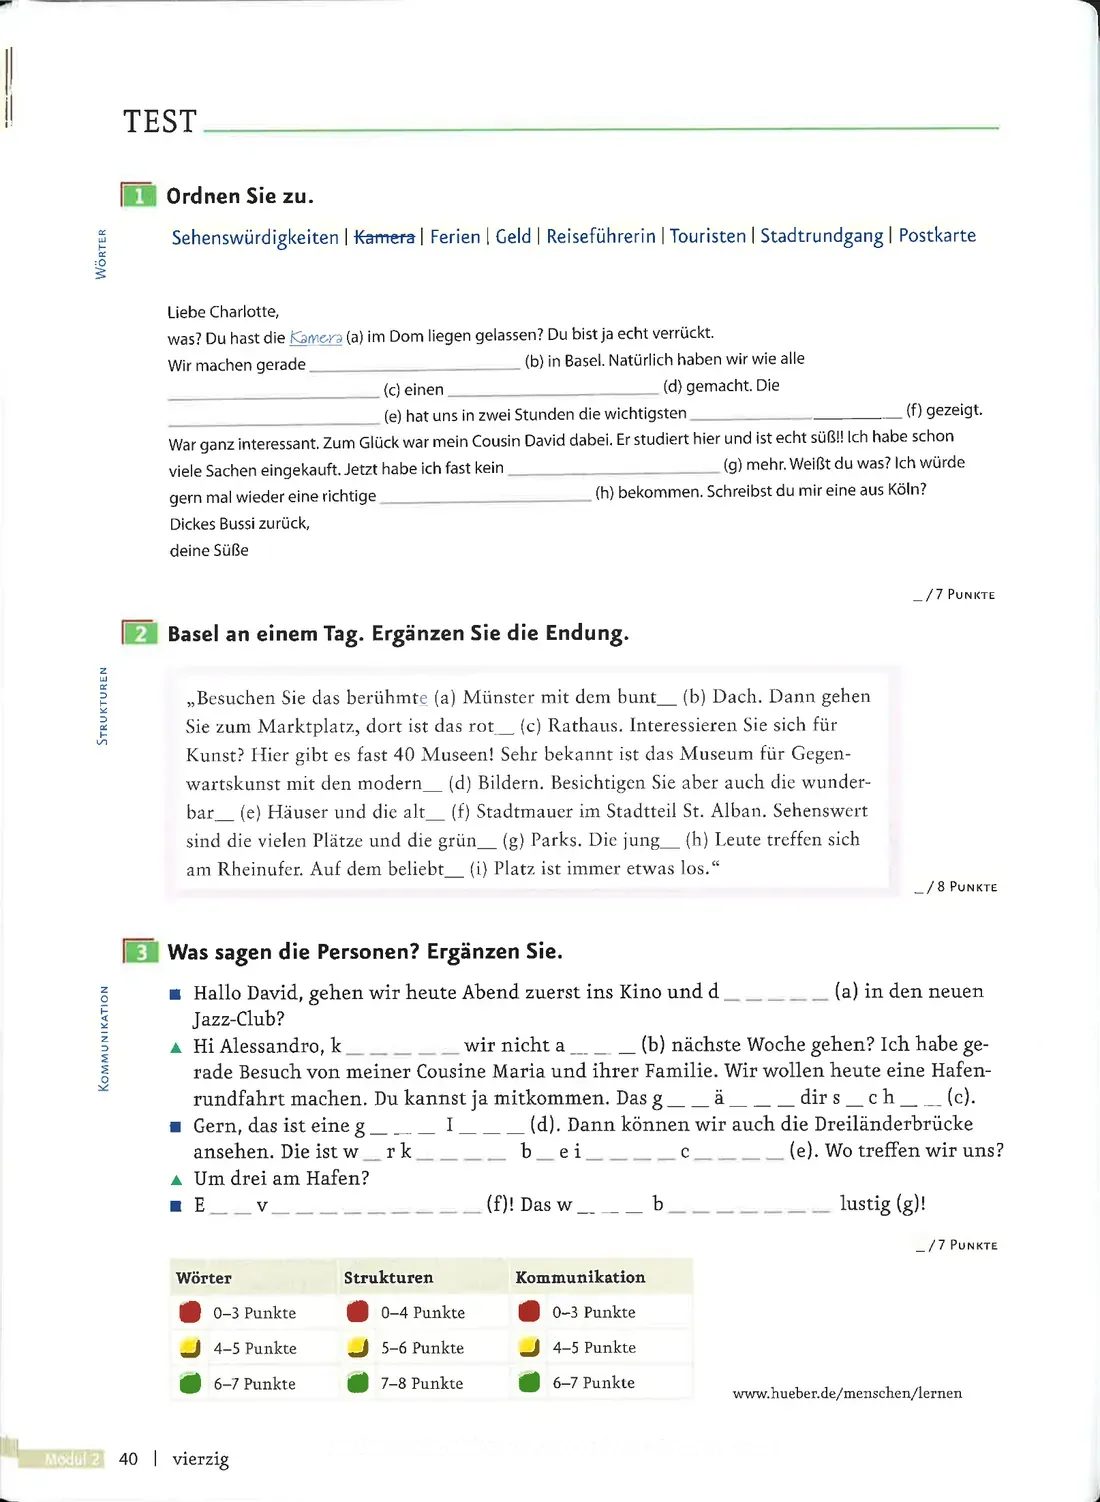 TEST
1 Ordnen Sie zu.
WÖRTER
Sehenswürdigkeiten | Kamera | Ferien | Geld | Reiseführerin | Touristen | Stadtrundgang | Postkarte
Liebe Charlotte,
was? Du hast die Kamera (a) im Dom liegen gelassen? Du bist ja echt verrückt.
Wir machen gerade ____________________ (b) in Basel. Natürlich haben wir wie alle
____________________ (c) einen ____________________ (d) gemacht. Die
____________________ (e) hat uns in zwei Stunden die wichtigsten ____________________ (f) gezeigt.
War ganz interessant. Zum Glück war mein Cousin David dabei. Er studiert hier und ist echt süß!! Ich habe schon
viele Sachen eingekauft. Jetzt habe ich fast kein ____________________ (g) mehr. Weißt du was? Ich würde
gern mal wieder eine richtige ____________________ (h) bekommen. Schreibst du mir eine aus Köln?
Dickes Bussi zurück,
deine Süße
_ / 7 PUNKTE
2 Basel an einem Tag. Ergänzen Sie die Endung.
STRUKTUREN
„Besuchen Sie das berühmte (a) Münster mit dem bunt__ (b) Dach. Dann gehen
Sie zum Marktplatz, dort ist das rot__ (c) Rathaus. Interessieren Sie sich für
Kunst? Hier gibt es fast 40 Museen! Sehr bekannt ist das Museum für Gegen-
wartskunst mit den modern__ (d) Bildern. Besichtigen Sie aber auch die wunder-
bar__ (e) Häuser und die alt__ (f) Stadtmauer im Stadtteil St. Alban. Sehenswert
sind die vielen Plätze und die grün__ (g) Parks. Die jung__ (h) Leute treffen sich
am Rheinufer. Auf dem beliebt__ (i) Platz ist immer etwas los.“
_ / 8 PUNKTE
3 Was sagen die Personen? Ergänzen Sie.
KOMMUNIKATION
■ Hallo David, gehen wir heute Abend zuerst ins Kino und d _ _ _ _ _ (a) in den neuen
Jazz-Club?
▲ Hi Alessandro, k _ _ _ _ _ wir nicht a _ _ _ (b) nächste Woche gehen? Ich habe ge-
rade Besuch von meiner Cousine Maria und ihrer Familie. Wir wollen heute eine Hafen-
rundfahrt machen. Du kannst ja mitkommen. Das g _ _ ä _ _ _ dir s _ c h _ _ (c).
■ Gern, das ist eine g _ _ _ I _ _ _ (d). Dann können wir auch die Dreiländerbrücke
ansehen. Die ist w _ r k _ _ _ _ b _ e i _ _ _ _ c _ _ _ _ (e). Wo treffen wir uns?
▲ Um drei am Hafen?
■ E _ _ v _ _ _ _ _ _ _ _ _ (f)! Das w _ _ _ b _ _ _ _ _ _ _ lustig (g)!
_ / 7 PUNKTE
Wörter Strukturen Kommunikation
0–3 Punkte 0–4 Punkte 0–3 Punkte
4–5 Punkte 5–6 Punkte 4–5 Punkte
6–7 Punkte 7–8 Punkte 6–7 Punkte
www.hueber.de/menschen/lernen
Modul 2 40 | vierzig